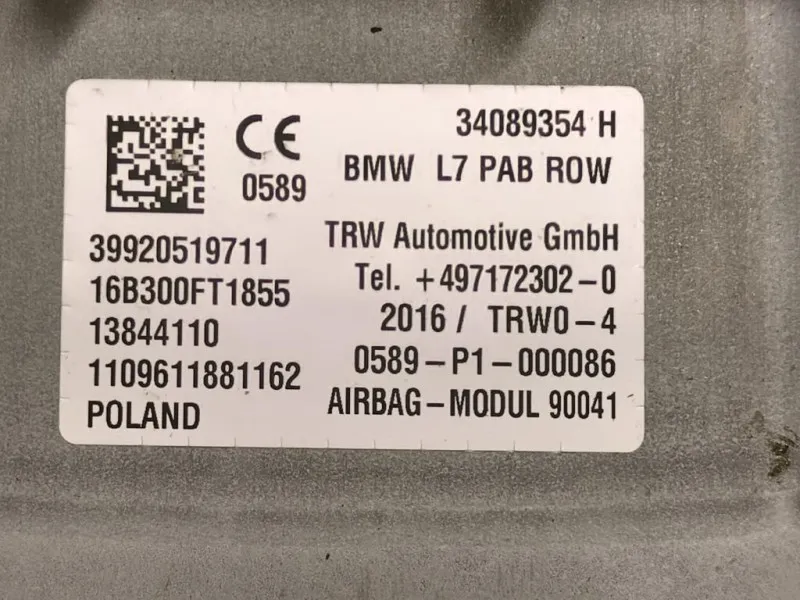 CE
0589
39920519711
16B300FT1855
13844110
1109611881162
POLAND
34089354 H
BMW L7 PAB ROW
TRW Automotive GmbH
Tel. +497172302-0
2016 / TRW0-4
0589-P1-000086
AIRBAG-MODUL 90041